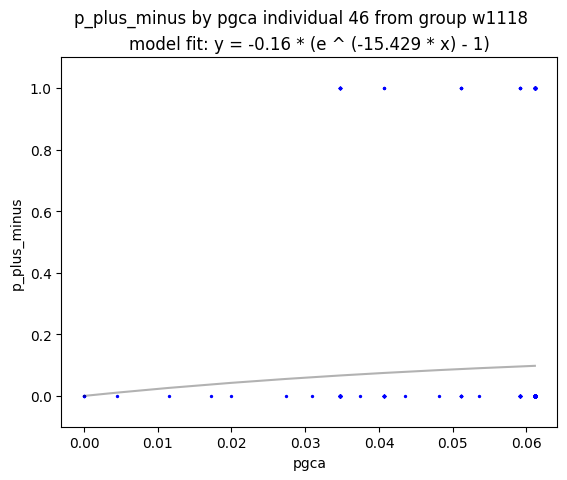 p_plus_minus by pgca individual 46 from group w1118
model fit: y = -0.16 * (e ^ (-15.429 * x) - 1)
1.0
0.8
0.6
0.4
0.2
0.0
p_plus_minus
0.00 0.01 0.02 0.03 0.04 0.05 0.06
pgca